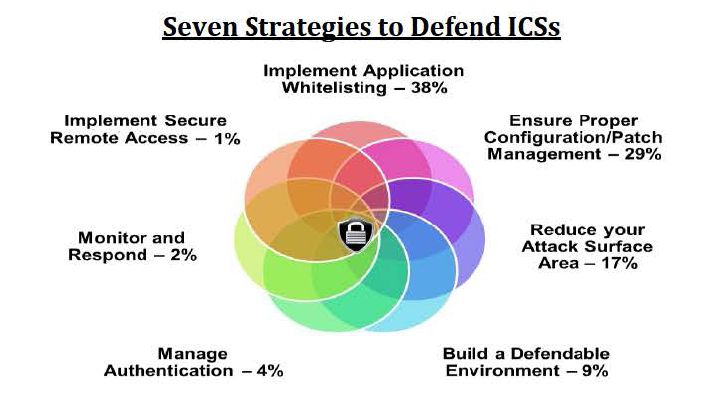 Seven Strategies to Defend ICSs
Implement Application
Whitelisting – 38%
Ensure Proper
Configuration/Patch
Management – 29%
Reduce your
Attack Surface
Area – 17%
Build a Defendable
Environment – 9%
Manage
Authentication – 4%
Monitor and
Respond – 2%
Implement Secure
Remote Access – 1%